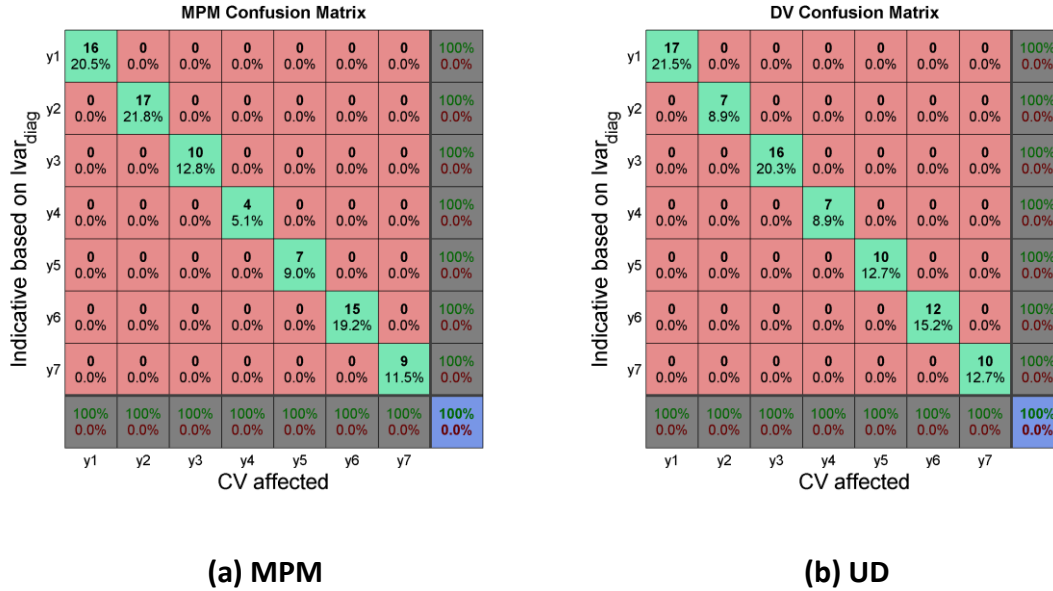 MPM Confusion Matrix
y1 16 0 0 0 0 0 0 100%
20.5% 0.0% 0.0% 0.0% 0.0% 0.0% 0.0% 0.0%
y2 0 17 0 0 0 0 0 100%
0.0% 21.8% 0.0% 0.0% 0.0% 0.0% 0.0% 0.0%
y3 0 0 10 0 0 0 0 100%
0.0% 0.0% 12.8% 0.0% 0.0% 0.0% 0.0% 0.0%
y4 0 0 0 4 0 0 0 100%
0.0% 0.0% 0.0% 5.1% 0.0% 0.0% 0.0% 0.0%
y5 0 0 0 0 7 0 0 100%
0.0% 0.0% 0.0% 0.0% 9.0% 0.0% 0.0% 0.0%
y6 0 0 0 0 0 15 0 100%
0.0% 0.0% 0.0% 0.0% 0.0% 19.2% 0.0% 0.0%
y7 0 0 0 0 0 0 9 100%
0.0% 0.0% 0.0% 0.0% 0.0% 0.0% 11.5% 0.0%
100% 100% 100% 100% 100% 100% 100% 100%
0.0% 0.0% 0.0% 0.0% 0.0% 0.0% 0.0% 0.0%
y1 y2 y3 y4 y5 y6 y7
CV affected
Indicative based on Ivar_diag
(a) MPM
DV Confusion Matrix
y1 17 0 0 0 0 0 0 100%
21.5% 0.0% 0.0% 0.0% 0.0% 0.0% 0.0% 0.0%
y2 0 7 0 0 0 0 0 100%
0.0% 8.9% 0.0% 0.0% 0.0% 0.0% 0.0% 0.0%
y3 0 0 16 0 0 0 0 100%
0.0% 0.0% 20.3% 0.0% 0.0% 0.0% 0.0% 0.0%
y4 0 0 0 7 0 0 0 100%
0.0% 0.0% 0.0% 8.9% 0.0% 0.0% 0.0% 0.0%
y5 0 0 0 0 10 0 0 100%
0.0% 0.0% 0.0% 0.0% 12.7% 0.0% 0.0% 0.0%
y6 0 0 0 0 0 12 0 100%
0.0% 0.0% 0.0% 0.0% 0.0% 15.2% 0.0% 0.0%
y7 0 0 0 0 0 0 10 100%
0.0% 0.0% 0.0% 0.0% 0.0% 0.0% 12.7% 0.0%
100% 100% 100% 100% 100% 100% 100% 100%
0.0% 0.0% 0.0% 0.0% 0.0% 0.0% 0.0% 0.0%
y1 y2 y3 y4 y5 y6 y7
CV affected
Indicative based on Ivar_diag
(b) UD